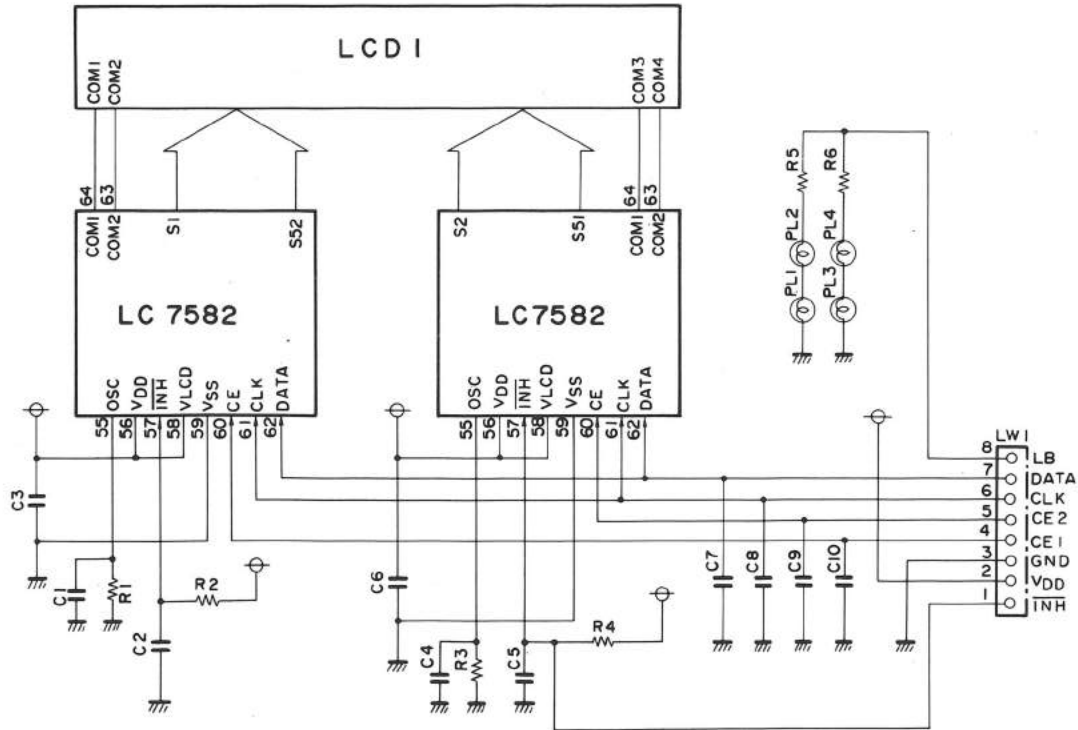 LCD1
COM1
COM2
COM3
COM4
64
63
64
63
COM1
COM2
S1
S52
S2
S51
COM1
COM2
LC 7582
LC7582
OSC
VDD
INH
VLCD
VSS
CE
CLK
DATA
OSC
VDD
INH
VLCD
VSS
CE
CLK
DATA
55
56
57
58
59
60
61
62
55
56
57
58
59
60
61
62
R5
R6
PL2
PL4
PL1
PL3
LW1
8 LB
7 DATA
6 CLK
5 CE2
4 CE1
3 GND
2 VDD
1 INH
C3
C1
R1
R2
C2
C6
C4
R3
C5
R4
C7
C8
C9
C10